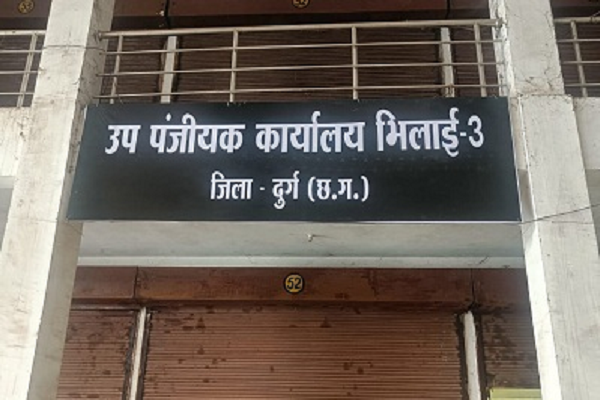 उप पंजीयक कार्यालय भिलाई-3
जिला - दुर्ग (छ.ग.)
52